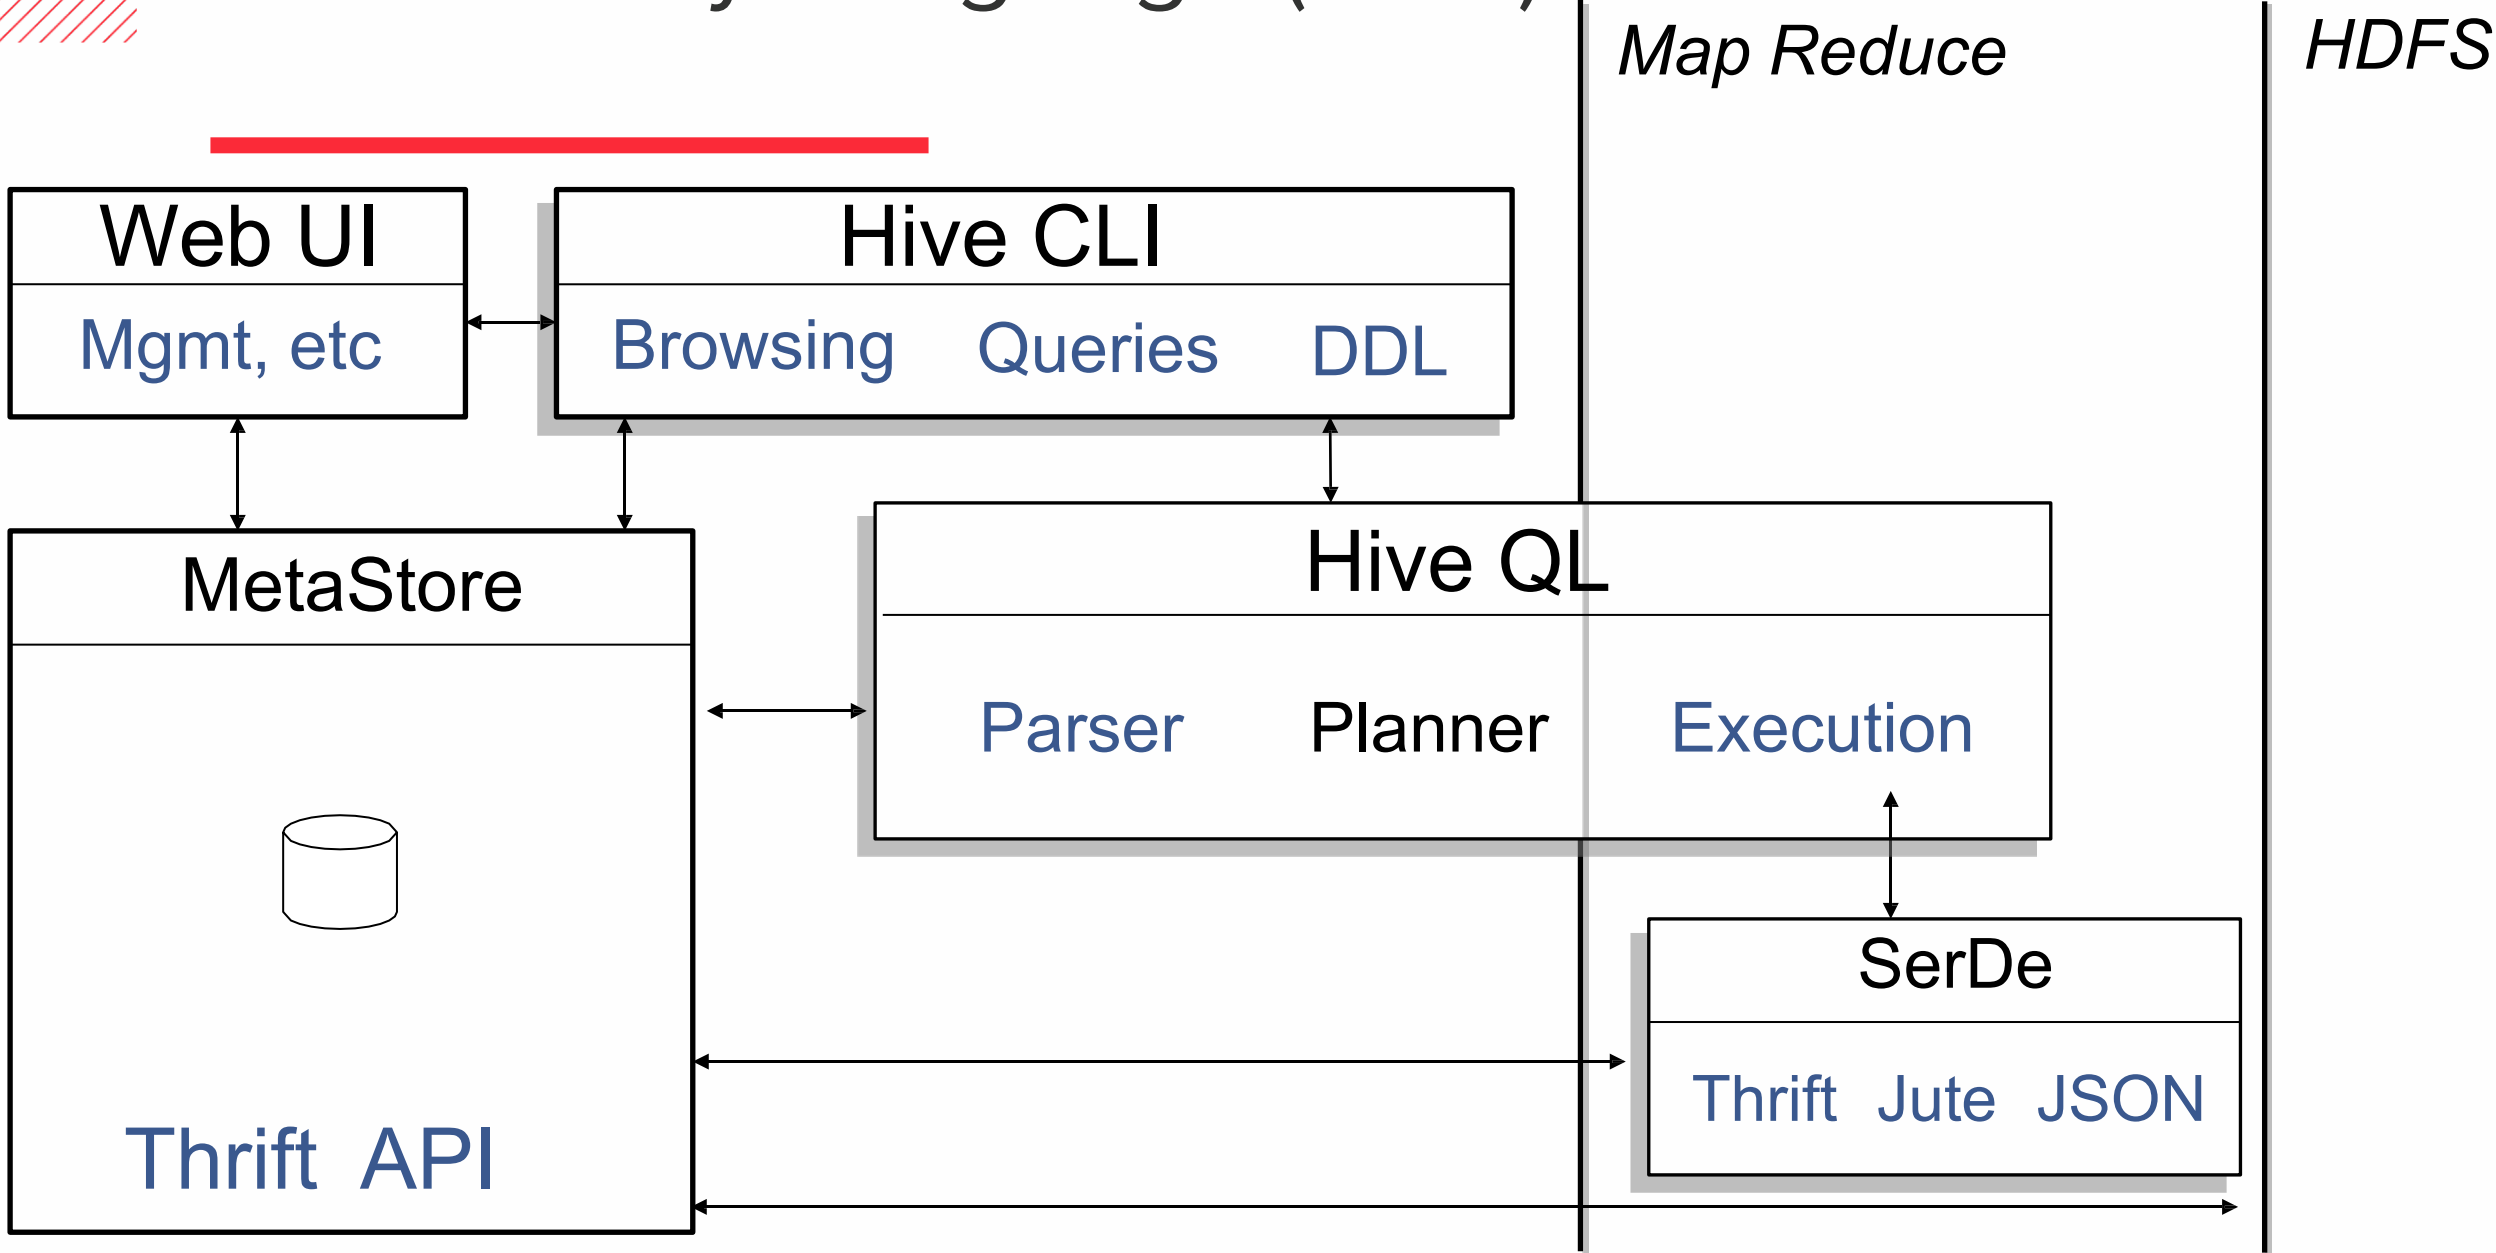 Map Reduce
HDFS
Web UI
Mgmt, etc
Hive CLI
Browsing Queries DDL
MetaStore
Thrift API
Hive QL
Parser Planner Execution
SerDe
Thrift Jute JSON